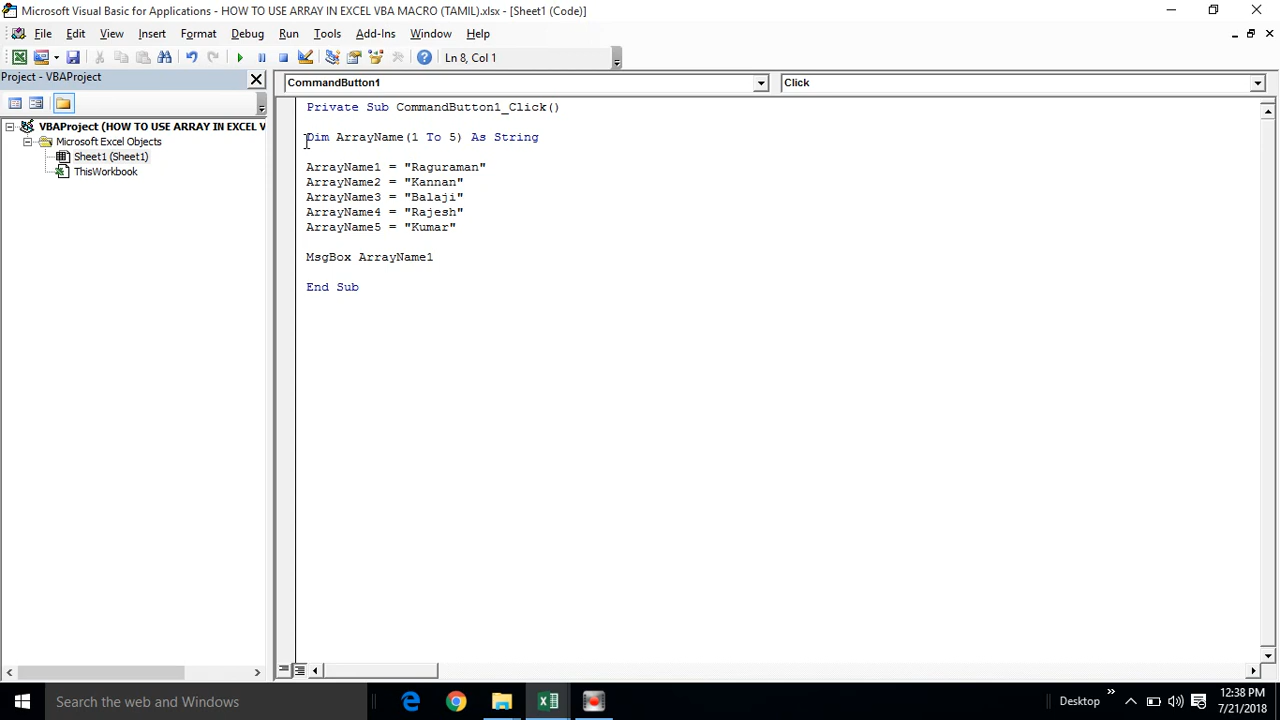 Microsoft Visual Basic for Applications - HOW TO USE ARRAY IN EXCEL VBA MACRO (TAMIL).xlsx - [Sheet1 (Code)]
File Edit View Insert Format Debug Run Tools Add-Ins Window Help
Ln 8, Col 1
Project - VBAProject
CommandButton1
Click
VBAProject (HOW TO USE ARRAY IN EXCEL V
Microsoft Excel Objects
Sheet1 (Sheet1)
ThisWorkbook
Private Sub CommandButton1_Click()
Dim ArrayName(1 To 5) As String
ArrayName1 = "Raguraman"
ArrayName2 = "Kannan"
ArrayName3 = "Balaji"
ArrayName4 = "Rajesh"
ArrayName5 = "Kumar"
MsgBox ArrayName1
End Sub
Search the web and Windows
Desktop
12:38 PM
7/21/2018